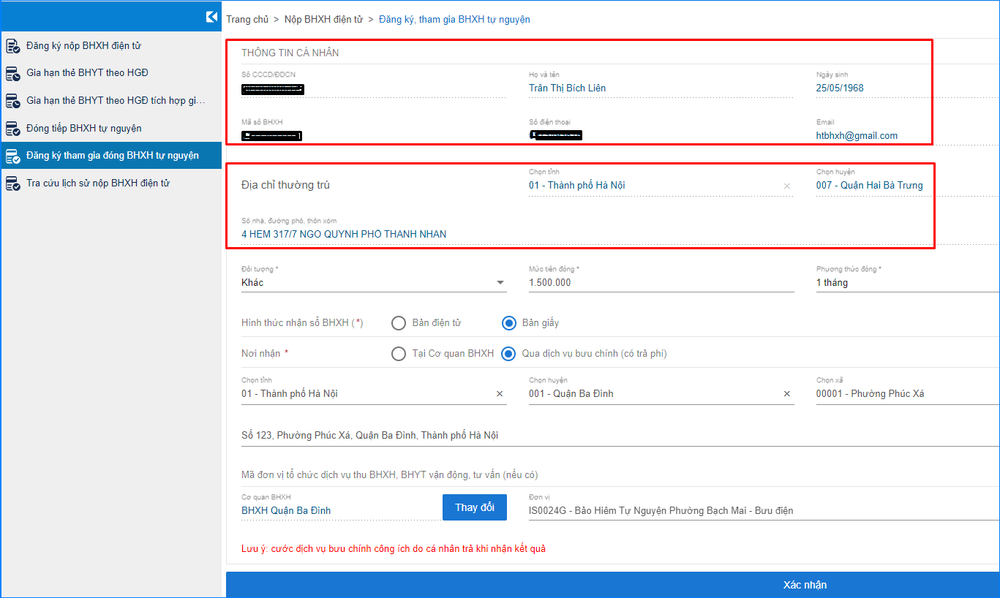 Trang chủ > Nộp BHXH điện tử > Đăng ký, tham gia BHXH tự nguyện
Đăng ký nộp BHXH điện tử
Gia hạn thẻ BHYT theo HGĐ
Gia hạn thẻ BHYT theo HGĐ tích hợp gi...
Đóng tiếp BHXH tự nguyện
Đăng ký tham gia đóng BHXH tự nguyện
Tra cứu lịch sử nộp BHXH điện tử
THÔNG TIN CÁ NHÂN
Số CCCD/ĐDCN Họ và tên Ngày sinh
Trần Thị Bích Liên 25/05/1968
Mã số BHXH Số điện thoại Email
htbhxh@gmail.com
Chọn tỉnh Chọn huyện
Địa chỉ thường trú 01 - Thành phố Hà Nội × 007 - Quận Hai Bà Trưng
Số nhà, đường phố, thôn xóm
4 HEM 317/7 NGO QUYNH PHỐ THANH NHAN
Đối tượng * Mức tiền đóng * Phương thức đóng *
Khác 1.500.000 1 tháng
Hình thức nhận sổ BHXH (*) Bản điện tử Bản giấy
Nơi nhận * Tại Cơ quan BHXH Qua dịch vụ bưu chính (có trả phí)
Chọn tỉnh Chọn huyện Chọn xã
01 - Thành phố Hà Nội × 001 - Quận Ba Đình × 00001 - Phường Phúc Xá
Số 123, Phường Phúc Xá, Quận Ba Đình, Thành phố Hà Nội
Mã đơn vị tổ chức dịch vụ thu BHXH, BHYT vận động, tư vấn (nếu có)
Cơ quan BHXH Đơn vị
BHXH Quận Ba Đình Thay đổi IS0024G - Bảo Hiểm Tự Nguyện Phường Bạch Mai - Bưu điện
Lưu ý: cước dịch vụ bưu chính công ích do cá nhân trả khi nhận kết quả
Xác nhận